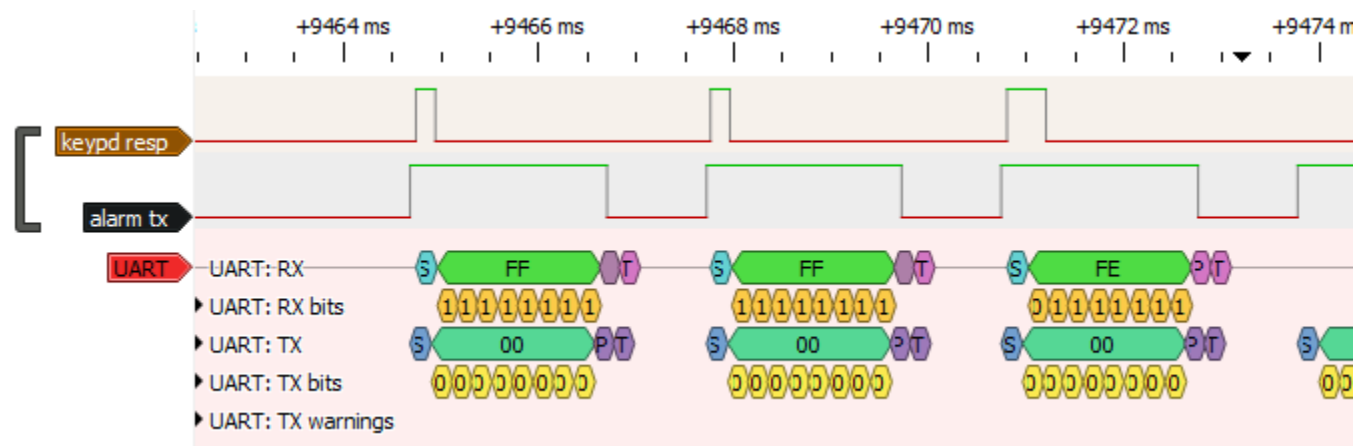 +9464 ms +9466 ms +9468 ms +9470 ms +9472 ms +9474 m
keypd resp
alarm tx
UART UART: RX S FF T S FF T S FE P T
UART: RX bits 1 1 1 1 1 1 1 1 1 1 1 1 1 1 1 1 0 1 1 1 1 1 1 1
UART: TX S 00 P T S 00 P T S 00 P T S
UART: TX bits 0 0 0 0 0 0 0 0 0 0 0 0 0 0 0 0 0 0 0 0 0 0 0 0 0 0
UART: TX warnings